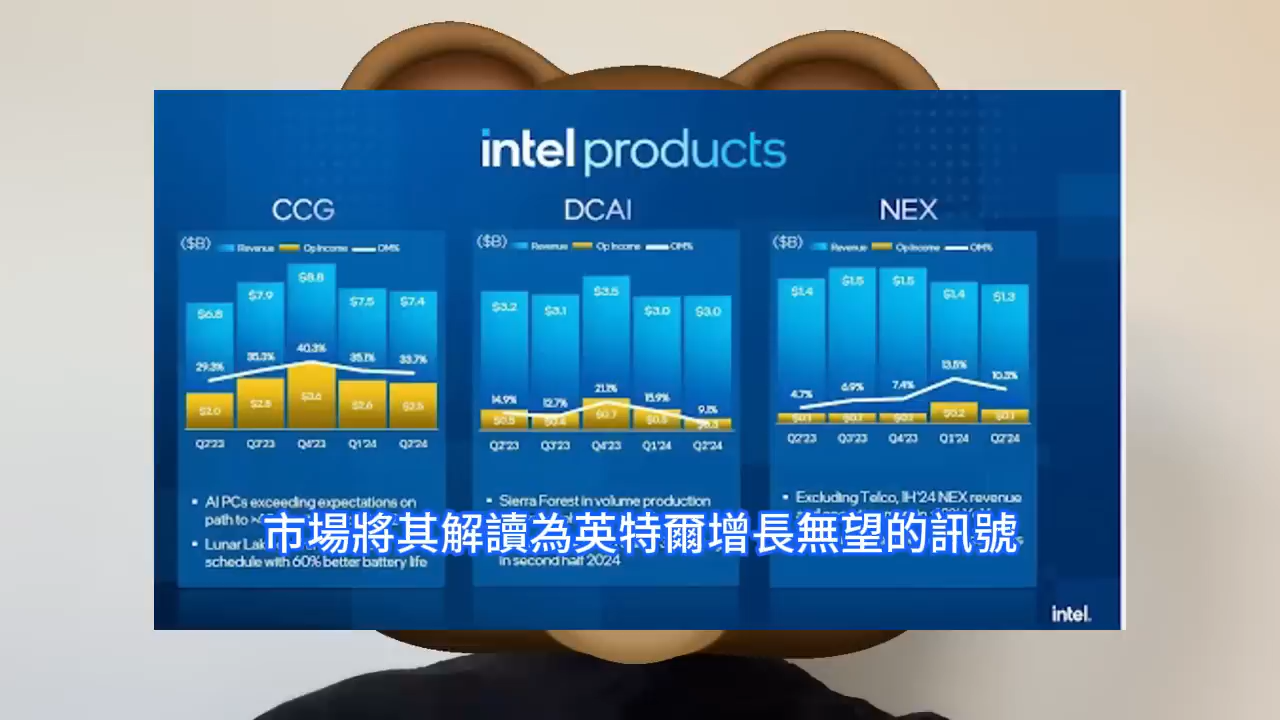 intel products
CCG
($B) Revenue Op Income OM%
$6.8 $7.9 $8.8 $7.5 $7.4
29.3% 35.3% 40.3% 35.1% 33.7%
$2.0 $2.8 $3.6 $2.6 $2.5
Q2'23 Q3'23 Q4'23 Q1'24 Q2'24
AI PCs exceeding expectations on
path to
Lunar
schedule with 60% better battery life
DCAI
($B) Revenue Op Income OM%
$3.2 $3.1 $3.5 $3.0 $3.0
14.9% 12.7% 21.1% 15.9%
$0.5 $0.4 $0.7 $0.5
Q2'23 Q3'23 Q4'23 Q1'24 Q2'24
Sierra Forest in volume production
in second half 2024
NEX
($B) Revenue Op Income OM%
$1.4 $1.5 $1.5 $1.4 $1.3
4.7% 6.9% 7.4% 13.5% 10.3%
$0.1 $0.2 $0.1
Q2'23 Q3'23 Q4'23 Q1'24 Q2'24
Excluding Telco, 1H'24 NEX revenue
市場將其解讀為英特爾增長無望的訊號
intel.